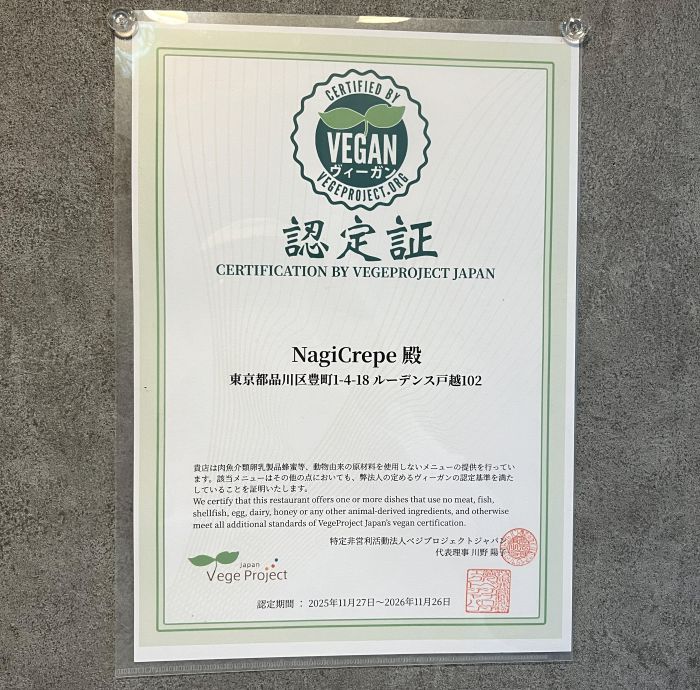 CERTIFIED BY
VEGAN
ヴィーガン
VEGEPROJECT.ORG
認定証
CERTIFICATION BY VEGEPROJECT JAPAN
NagiCrepe 殿
東京都品川区豊町1-4-18 ルーデンス戸越102
貴店は肉魚介類卵乳製品蜂蜜等、動物由来の原材料を使用しないメニューの提供を行ってい
ます。該当メニューはその他の点においても、弊法人の定めるヴィーガンの認定基準を満た
していることを証明いたします。
We certify that this restaurant offers one or more dishes that use no meat, fish,
shellfish, egg, dairy, honey or any other animal-derived ingredients, and otherwise
meet all additional standards of VegeProject Japan's vegan certification.
特定非営利活動法人ベジプロジェクトジャパン
代表理事 川野 陽子
Japan
Vege Project
認定期間 : 2025年11月27日〜2026年11月26日